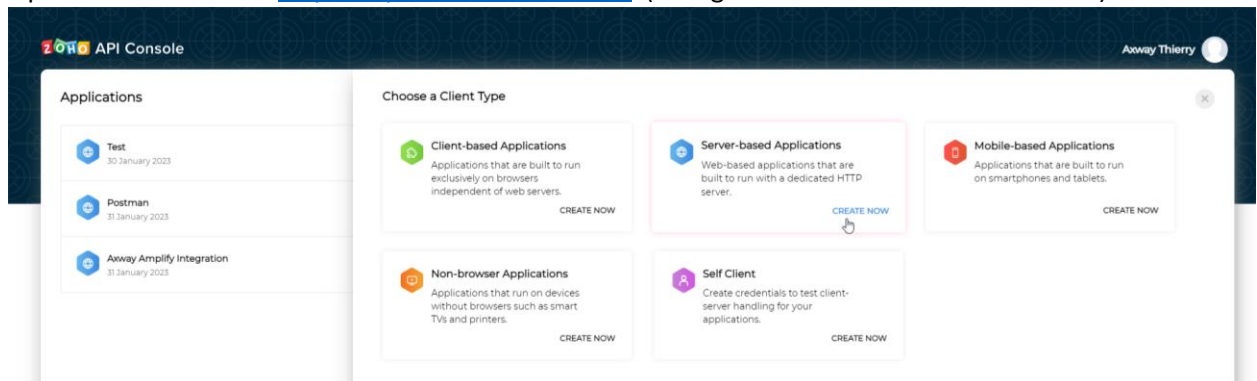 ZOHO API Console
Axway Thierry
Applications
Test
30 January 2023
Postman
31 January 2023
Axway Amplify Integration
31 January 2023
Choose a Client Type
Client-based Applications
Applications that are built to run
exclusively on browsers
independent of web servers.
CREATE NOW
Server-based Applications
Web-based applications that are
built to run with a dedicated HTTP
server.
CREATE NOW
Mobile-based Applications
Applications that are built to run
on smartphones and tablets.
CREATE NOW
Non-browser Applications
Applications that run on devices
without browsers such as smart
TVs and printers.
CREATE NOW
Self Client
Create credentials to test client-
server handling for your
applications.
CREATE NOW